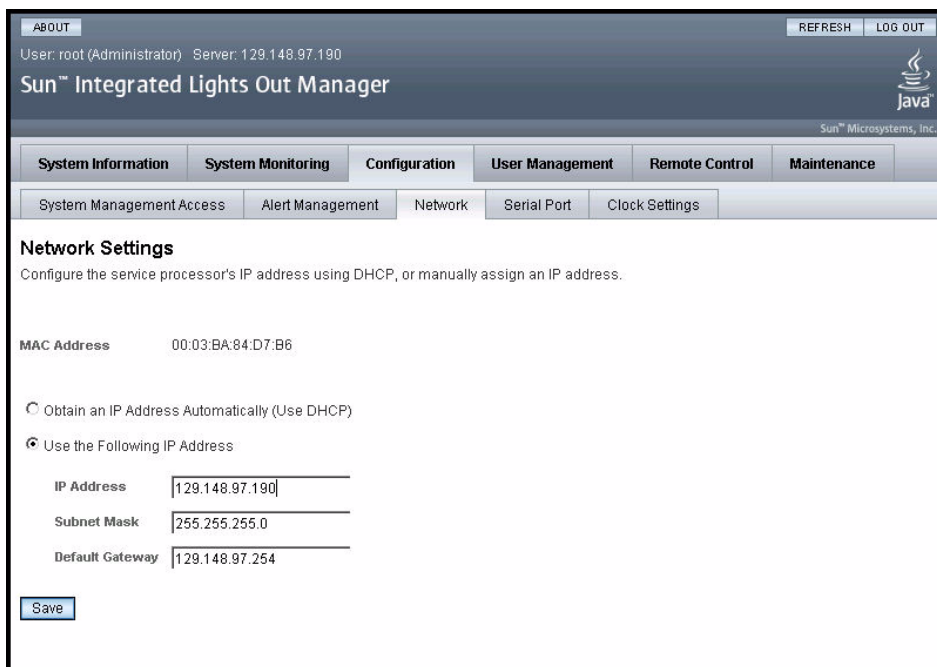 ABOUT
REFRESH
LOG OUT
User: root (Administrator) Server: 129.148.97.190
Sun™ Integrated Lights Out Manager
Java™
Sun™ Microsystems, Inc.
System Information
System Monitoring
Configuration
User Management
Remote Control
Maintenance
System Management Access
Alert Management
Network
Serial Port
Clock Settings
Network Settings
Configure the service processor's IP address using DHCP, or manually assign an IP address.
MAC Address 00:03:BA:84:D7:B6
Obtain an IP Address Automatically (Use DHCP)
Use the Following IP Address
IP Address 129.148.97.190
Subnet Mask 255.255.255.0
Default Gateway 129.148.97.254
Save